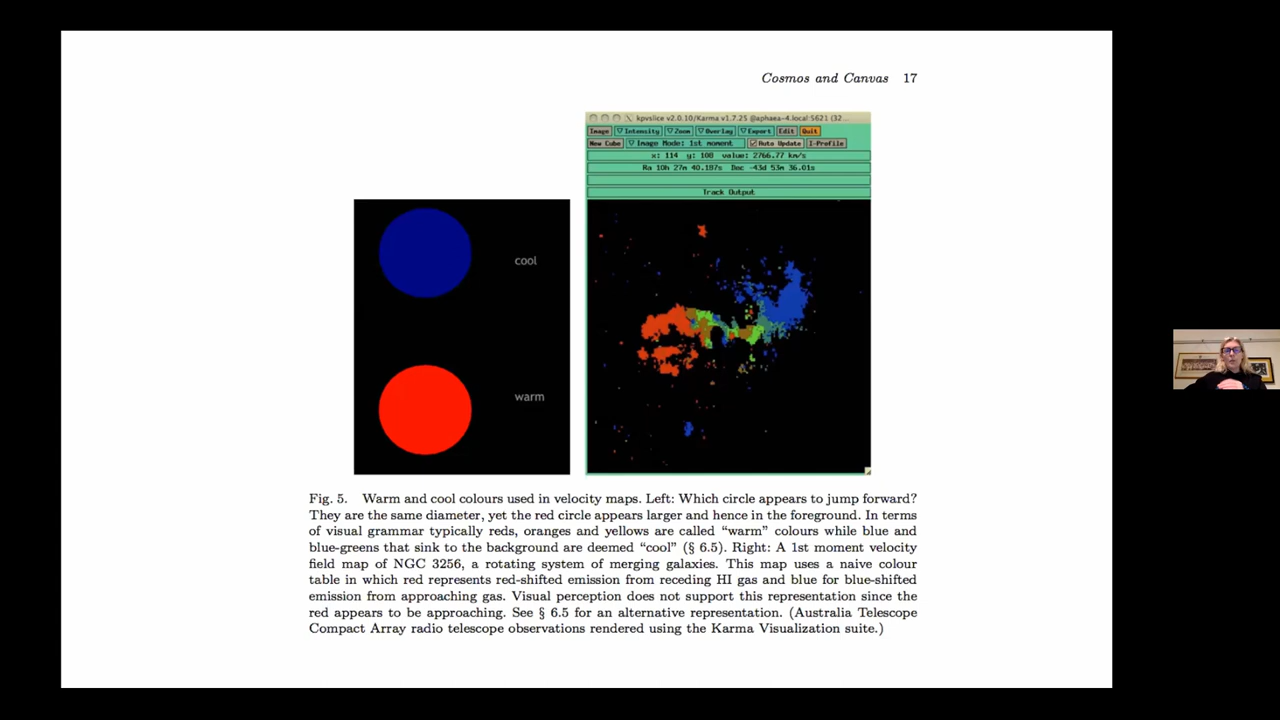 Cosmos and Canvas 17
kpvslice v2.0.10/Karma v1.7.25 @aphaea-4.local:5621 (32...
Image Intensity Zoom Overlay Export Edit Quit
New Cube Image Mode: 1st moment Auto Update I-Profile
x: 114 y: 108 value: 2766.77 km/s
Ra 10h 27m 40.187s Dec -43d 53m 36.01s
Track Output
cool
warm
Fig. 5. Warm and cool colours used in velocity maps. Left: Which circle appears to jump forward?
They are the same diameter, yet the red circle appears larger and hence in the foreground. In terms
of visual grammar typically reds, oranges and yellows are called “warm” colours while blue and
blue-greens that sink to the background are deemed “cool” (§ 6.5). Right: A 1st moment velocity
field map of NGC 3256, a rotating system of merging galaxies. This map uses a naive colour
table in which red represents red-shifted emission from receding HI gas and blue for blue-shifted
emission from approaching gas. Visual perception does not support this representation since the
red appears to be approaching. See § 6.5 for an alternative representation. (Australia Telescope
Compact Array radio telescope observations rendered using the Karma Visualization suite.)